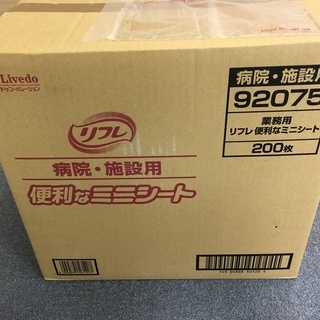 Livedo
リブドゥコーポレーション
リフレ
病院・施設用
便利なミニシート
病院・施設用
92075
業務用
リフレ 便利なミニシート
200枚